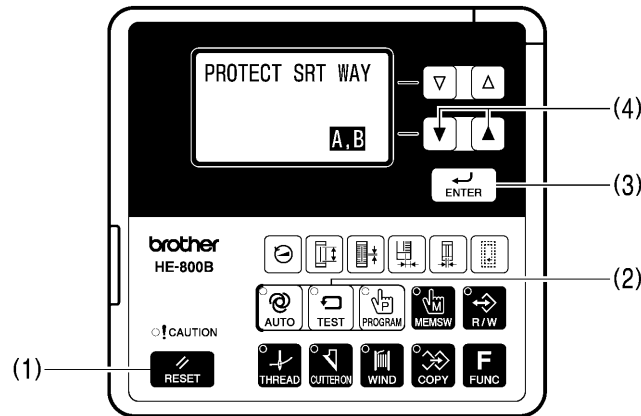 PROTECT SRT WAY
A,B
(4)
ENTER
(3)
brother
HE-800B
(2)
AUTO
TEST
P
PROGRAM
M
MEMSW
R/W
! CAUTION
(1)
RESET
THREAD
CUTTER ON
WIND
COPY
F
FUNC